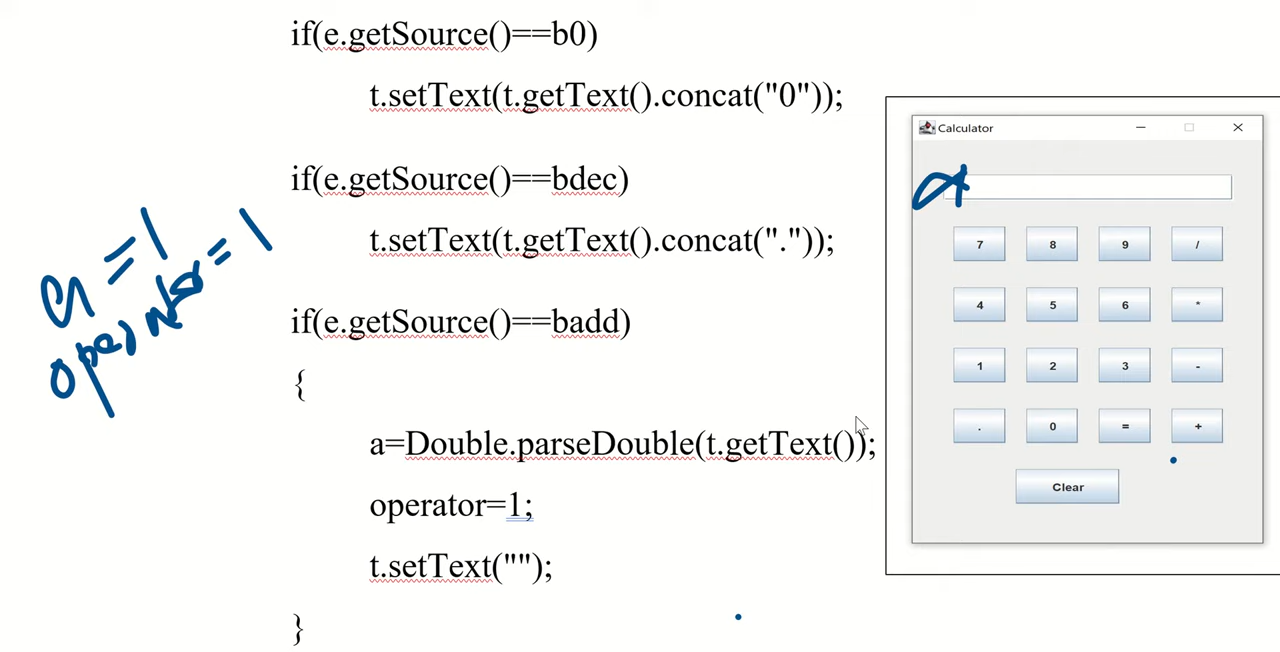 if(e.getSource()==b0)
t.setText(t.getText().concat("0"));
if(e.getSource()==bdec)
t.setText(t.getText().concat("."));
if(e.getSource()==badd)
{
a=Double.parseDouble(t.getText());
operator=1;
t.setText("");
}
a=1
operator=1
Calculator
a
7 8 9 /
4 5 6 *
1 2 3 -
. 0 = +
Clear